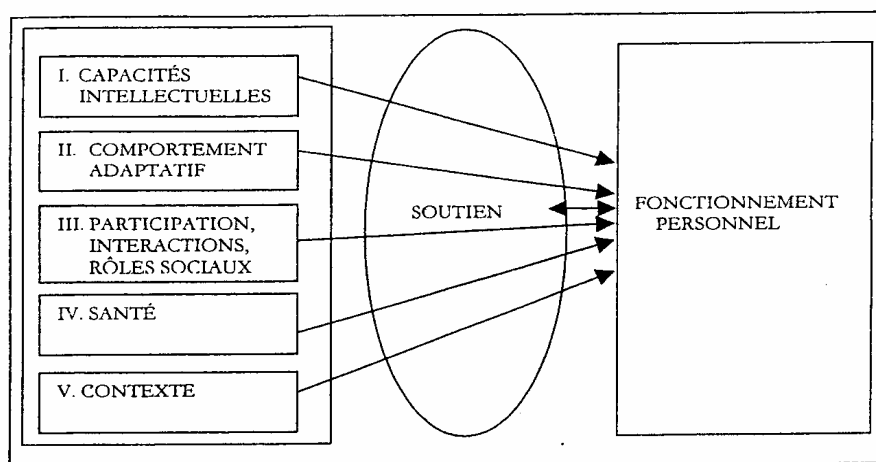 I. CAPACITÉS
INTELLECTUELLES
II. COMPORTEMENT
ADAPTATIF
III. PARTICIPATION,
INTERACTIONS,
RÔLES SOCIAUX
IV. SANTÉ
V. CONTEXTE
SOUTIEN
FONCTIONNEMENT
PERSONNEL